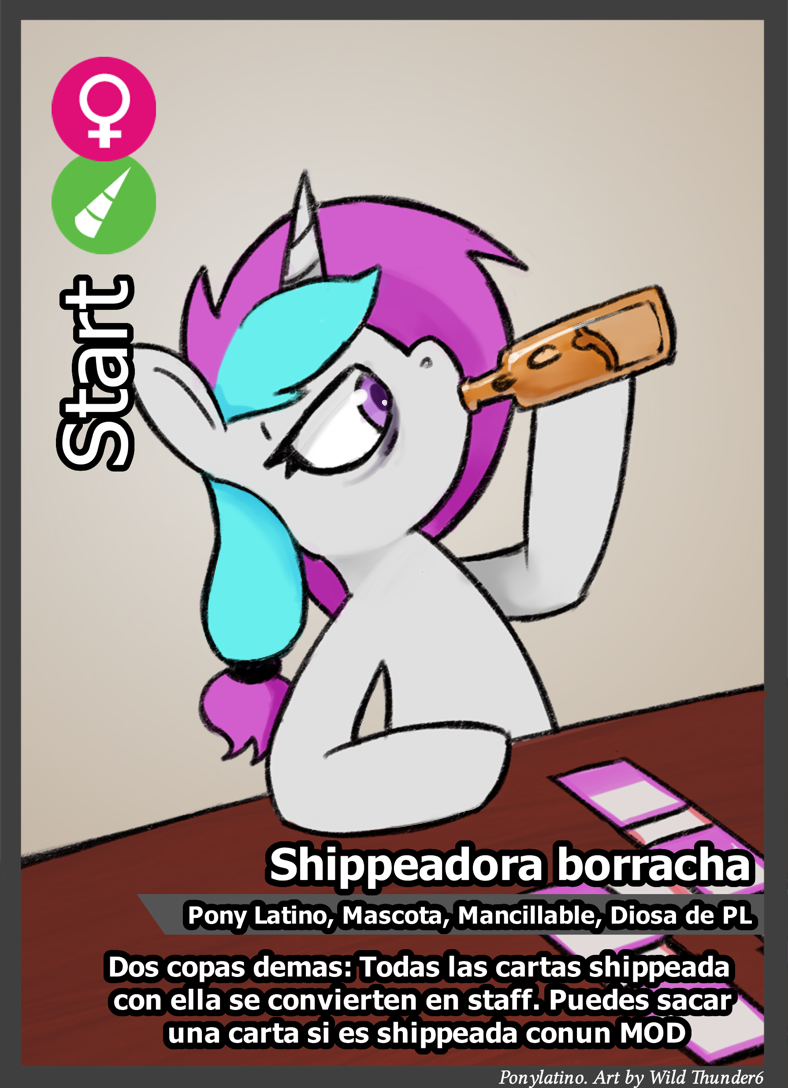 Start
Shippeadora borracha
Pony Latino, Mascota, Mancillable, Diosa de PL
Dos copas demas: Todas las cartas shippeada
con ella se convierten en staff. Puedes sacar
una carta si es shippeada conun MOD
Ponylatino. Art by Wild Thunder6